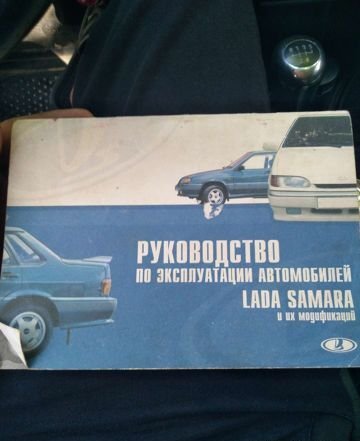 РУКОВОДСТВО
ПО ЭКСПЛУАТАЦИИ АВТОМОБИЛЕЙ
LADA SAMARA
и их модификаций